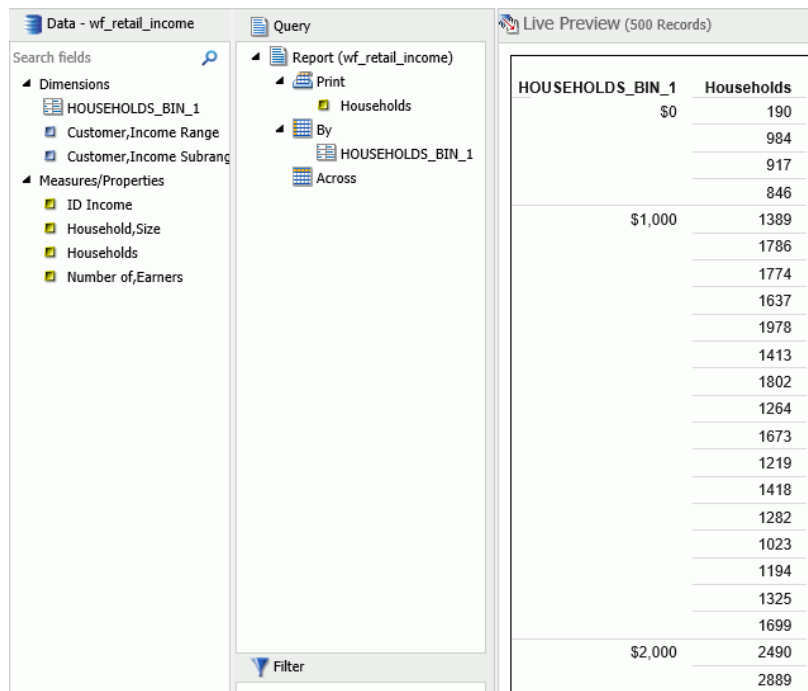 Data - wf_retail_income
Search fields
Dimensions
HOUSEHOLDS_BIN_1
Customer,Income Range
Customer,Income Subrang
Measures/Properties
ID Income
Household,Size
Households
Number of,Earners
Query
Report (wf_retail_income)
Print
Households
By
HOUSEHOLDS_BIN_1
Across
Filter
Live Preview (500 Records)
HOUSEHOLDS_BIN_1 Households
$0 190
984
917
846
$1,000 1389
1786
1774
1637
1978
1413
1802
1264
1673
1219
1418
1282
1023
1194
1325
1699
$2,000 2490
2889